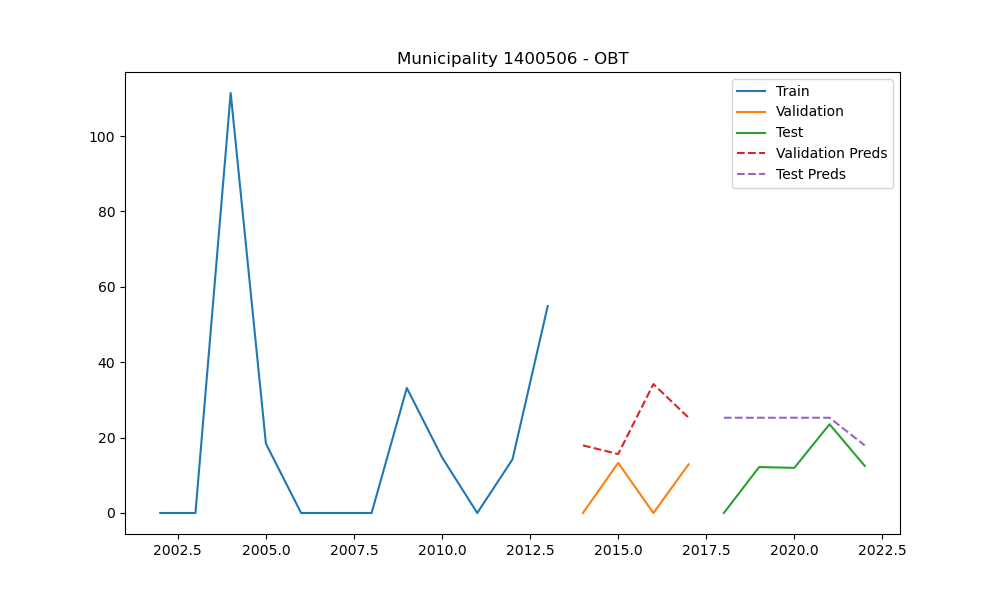 Municipality 1400506 - OBT
Train
Validation
Test
Validation Preds
Test Preds
100
80
60
40
20
0
2002.5 2005.0 2007.5 2010.0 2012.5 2015.0 2017.5 2020.0 2022.5